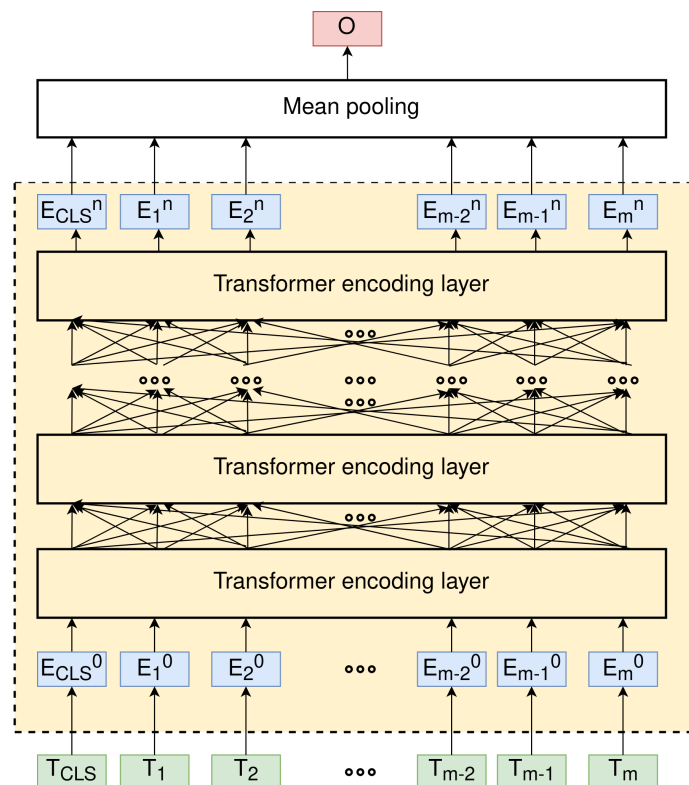 O
Mean pooling
E_CLS^n E_1^n E_2^n E_m-2^n E_m-1^n E_m^n
Transformer encoding layer
Transformer encoding layer
Transformer encoding layer
E_CLS^0 E_1^0 E_2^0 E_m-2^0 E_m-1^0 E_m^0
T_CLS T_1 T_2 T_m-2 T_m-1 T_m